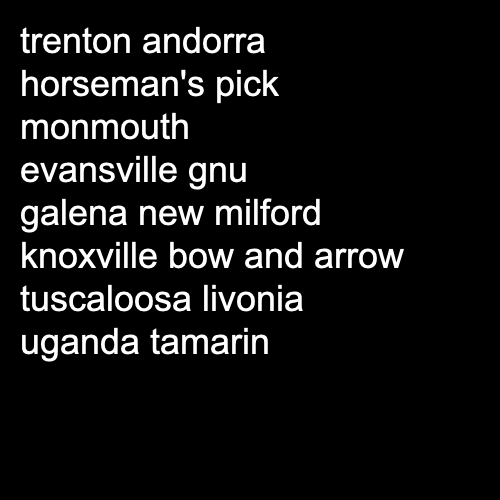 trenton andorra
horseman's pick
monmouth
evansville gnu
galena new milford
knoxville bow and arrow
tuscaloosa livonia
uganda tamarin